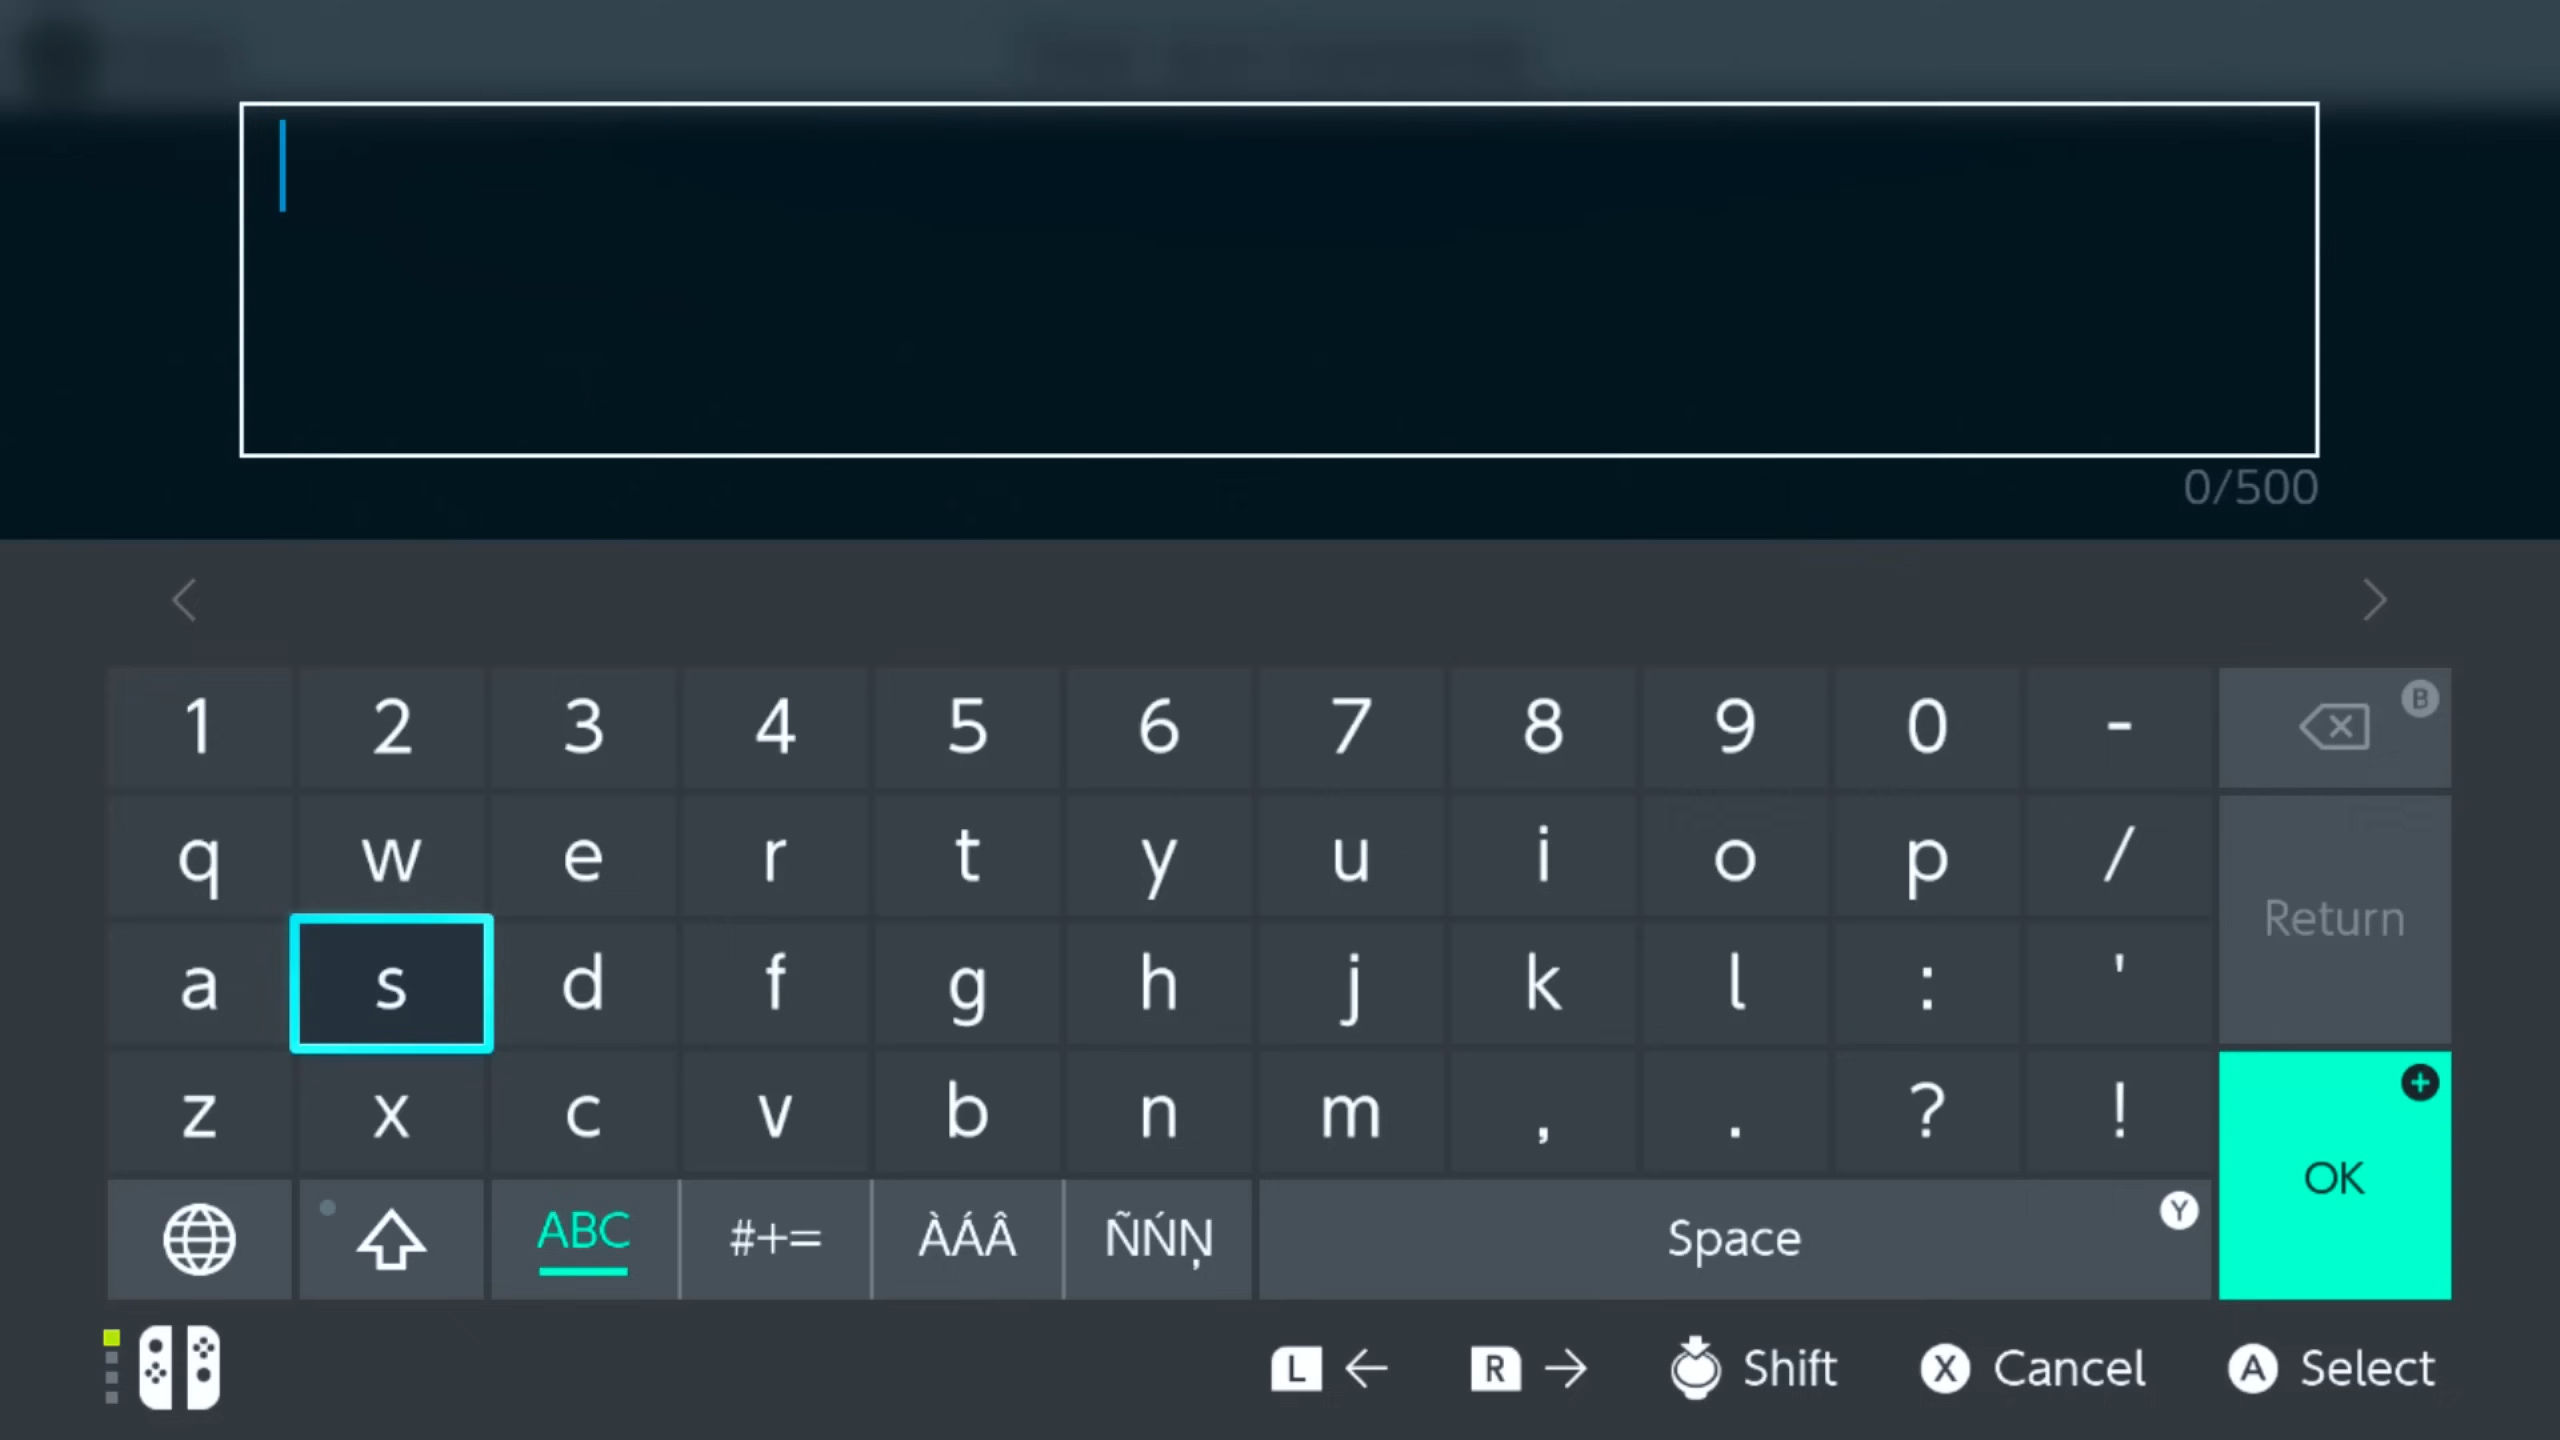 0/500
1 2 3 4 5 6 7 8 9 0 - B
q w e r t y u i o p /
Return
a s d f g h j k l : '
z x c v b n m , . ? ! +
OK
ABC #+= ÀÁÂ ÑŃŅ Space Y
L ← R → Shift X Cancel A Select